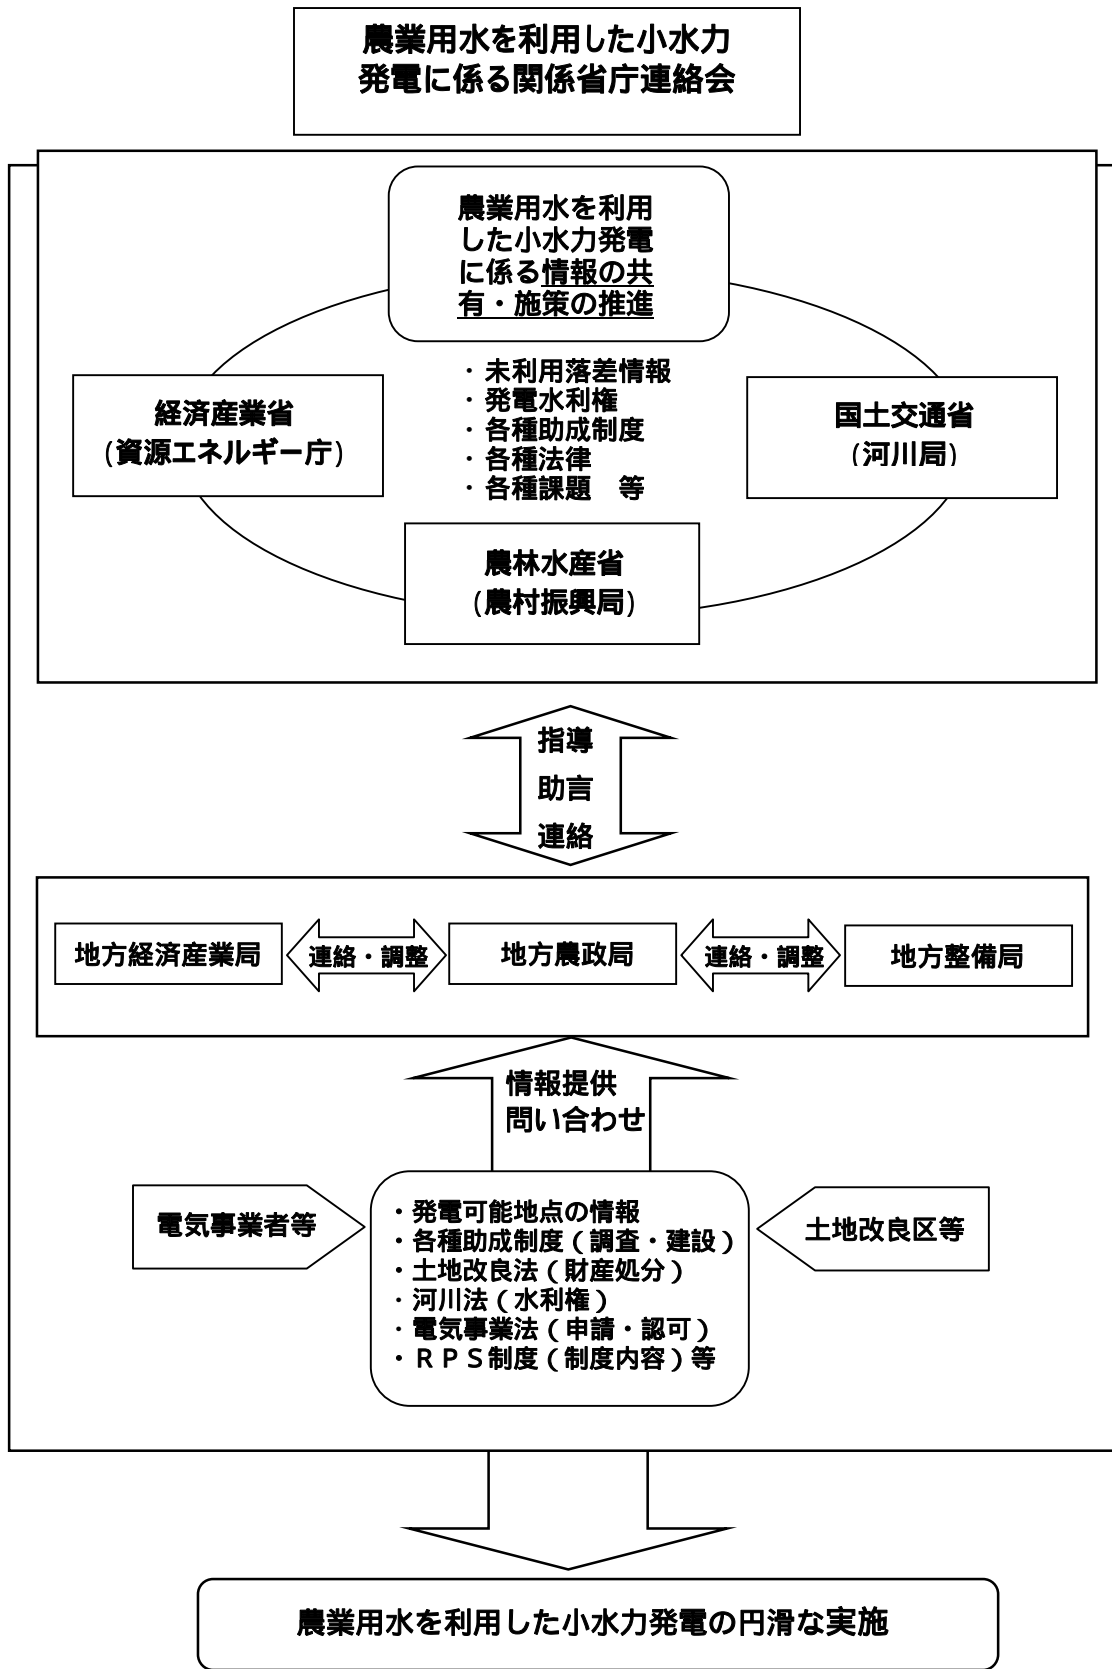 農業用水を利用した小水力
発電に係る関係省庁連絡会
農業用水を利用
した小水力発電
に係る情報の共
有・施策の推進
・未利用落差情報
・発電水利権
・各種助成制度
・各種法律
・各種課題　等
経済産業省
(資源エネルギー庁)
国土交通省
(河川局)
農林水産省
(農村振興局)
指導
助言
連絡
地方経済産業局
連絡・調整
地方農政局
連絡・調整
地方整備局
情報提供
問い合わせ
電気事業者等
・発電可能地点の情報
・各種助成制度(調査・建設)
・土地改良法(財産処分)
・河川法(水利権)
・電気事業法(申請・認可)
・ＲＰＳ制度(制度内容)等
土地改良区等
農業用水を利用した小水力発電の円滑な実施